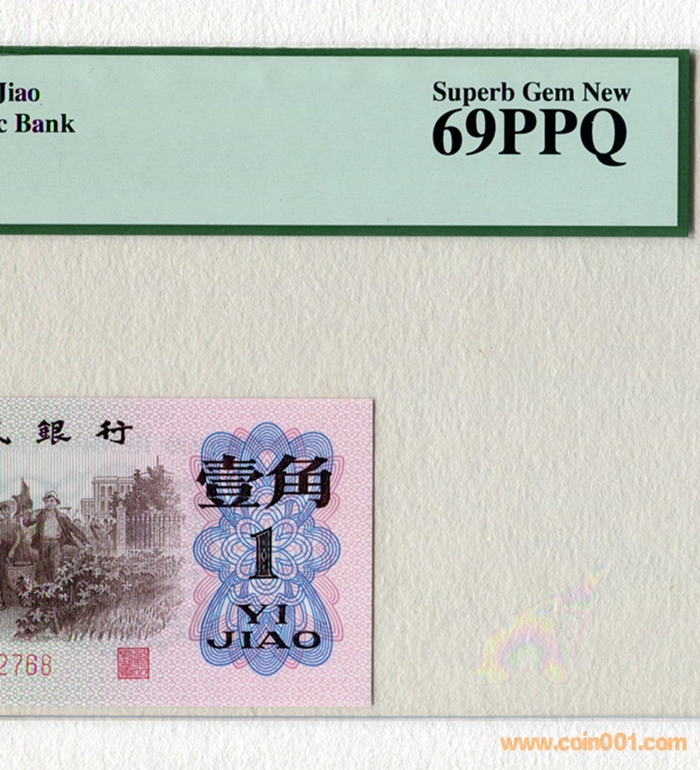 Jiao
c Bank
Superb Gem New
69PPQ
銀行
壹角
1
YI
JIAO
2768
www.coin001.com